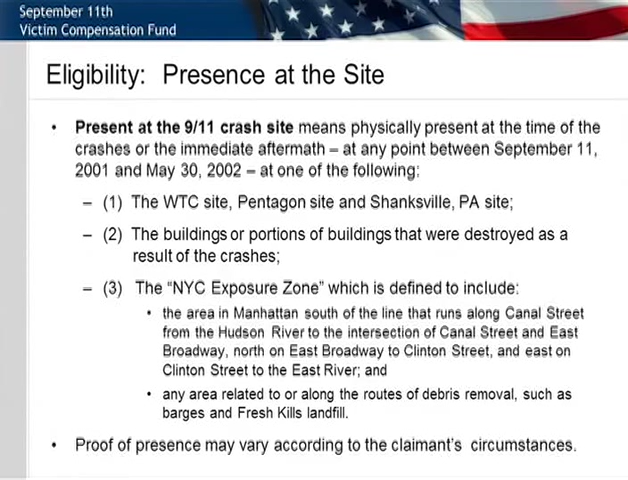 September 11th
Victim Compensation Fund
Eligibility: Presence at the Site
• Present at the 9/11 crash site means physically present at the time of the
crashes or the immediate aftermath – at any point between September 11,
2001 and May 30, 2002 – at one of the following:
– (1) The WTC site, Pentagon site and Shanksville, PA site;
– (2) The buildings or portions of buildings that were destroyed as a
result of the crashes;
– (3) The “NYC Exposure Zone” which is defined to include:
• the area in Manhattan south of the line that runs along Canal Street
from the Hudson River to the intersection of Canal Street and East
Broadway, north on East Broadway to Clinton Street, and east on
Clinton Street to the East River; and
• any area related to or along the routes of debris removal, such as
barges and Fresh Kills landfill.
• Proof of presence may vary according to the claimant’s circumstances.